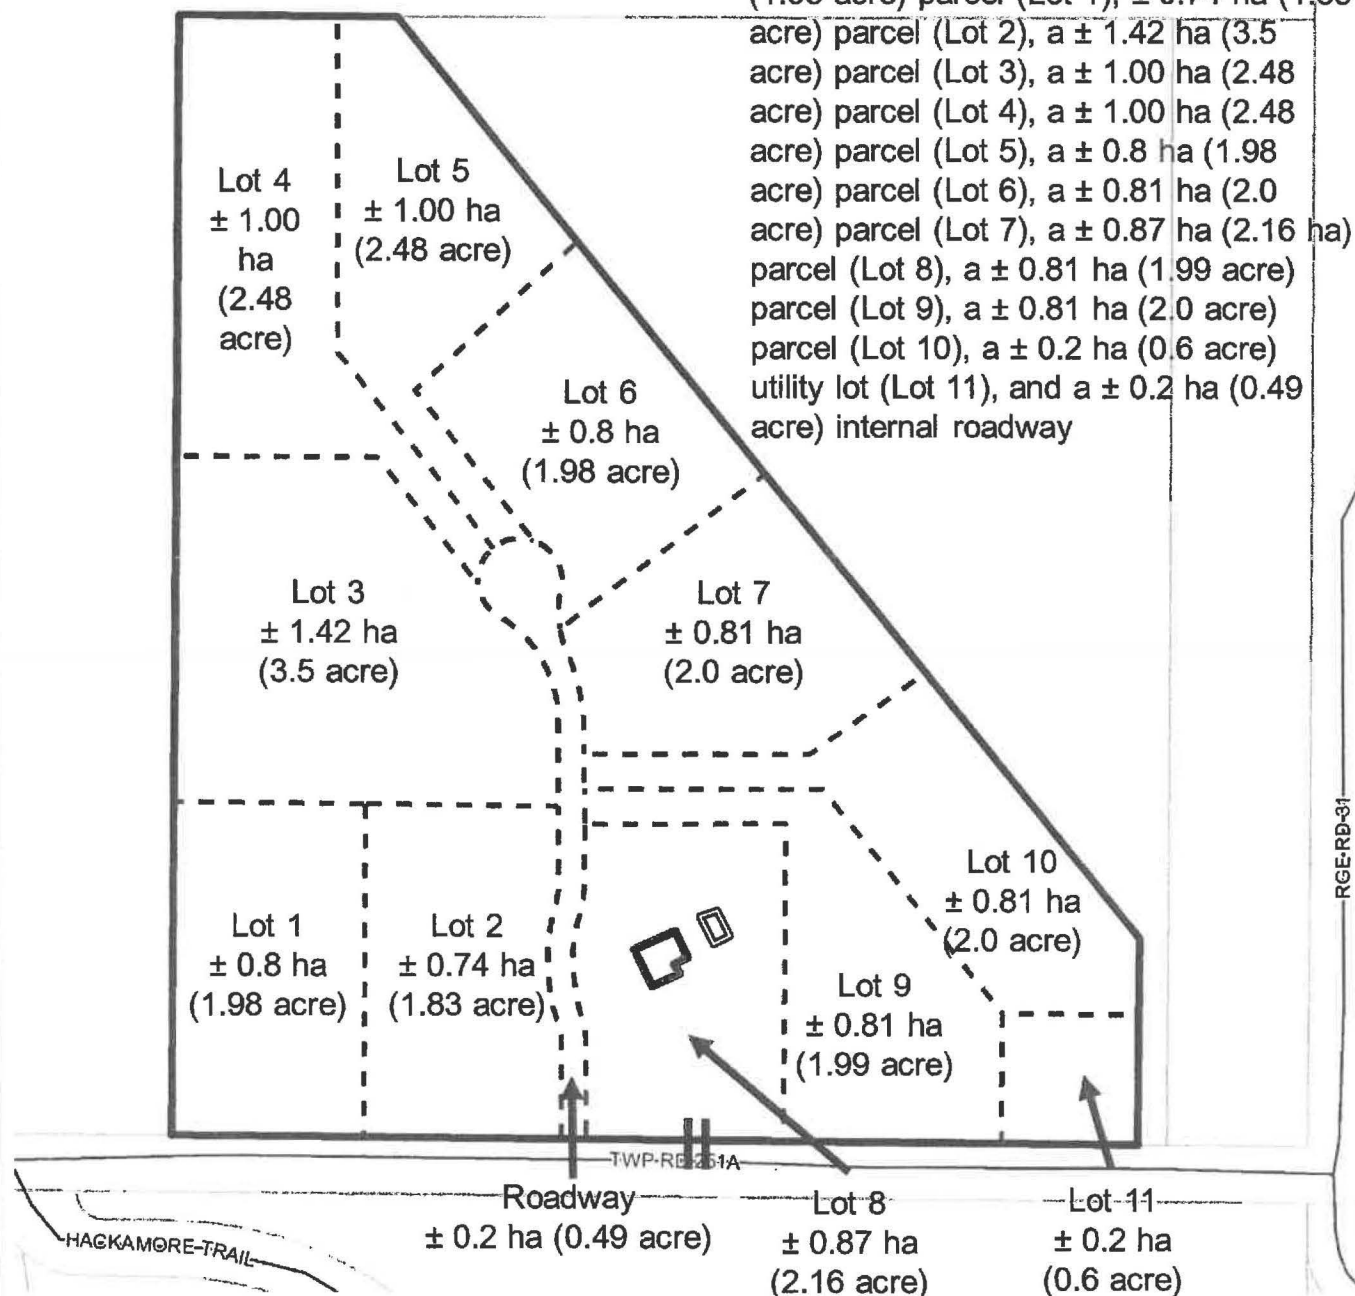 acre) parcel (Lot 2), a ± 1.42 ha (3.5
acre) parcel (Lot 3), a ± 1.00 ha (2.48
acre) parcel (Lot 4), a ± 1.00 ha (2.48
acre) parcel (Lot 5), a ± 0.8 ha (1.98
acre) parcel (Lot 6), a ± 0.81 ha (2.0
acre) parcel (Lot 7), a ± 0.87 ha (2.16 ha)
parcel (Lot 8), a ± 0.81 ha (1.99 acre)
parcel (Lot 9), a ± 0.81 ha (2.0 acre)
parcel (Lot 10), a ± 0.2 ha (0.6 acre)
utility lot (Lot 11), and a ± 0.2 ha (0.49
acre) internal roadway
Lot 4
± 1.00
ha
(2.48
acre)
Lot 5
± 1.00 ha
(2.48 acre)
Lot 6
± 0.8 ha
(1.98 acre)
Lot 3
± 1.42 ha
(3.5 acre)
Lot 7
± 0.81 ha
(2.0 acre)
Lot 10
± 0.81 ha
(2.0 acre)
Lot 1
± 0.8 ha
(1.98 acre)
Lot 2
± 0.74 ha
(1.83 acre)
Lot 9
± 0.81 ha
(1.99 acre)
RGE-RD-31
TWP-RD-251A
HACKAMORE-TRAIL
Roadway
± 0.2 ha (0.49 acre)
Lot 8
± 0.87 ha
(2.16 acre)
Lot 11
± 0.2 ha
(0.6 acre)